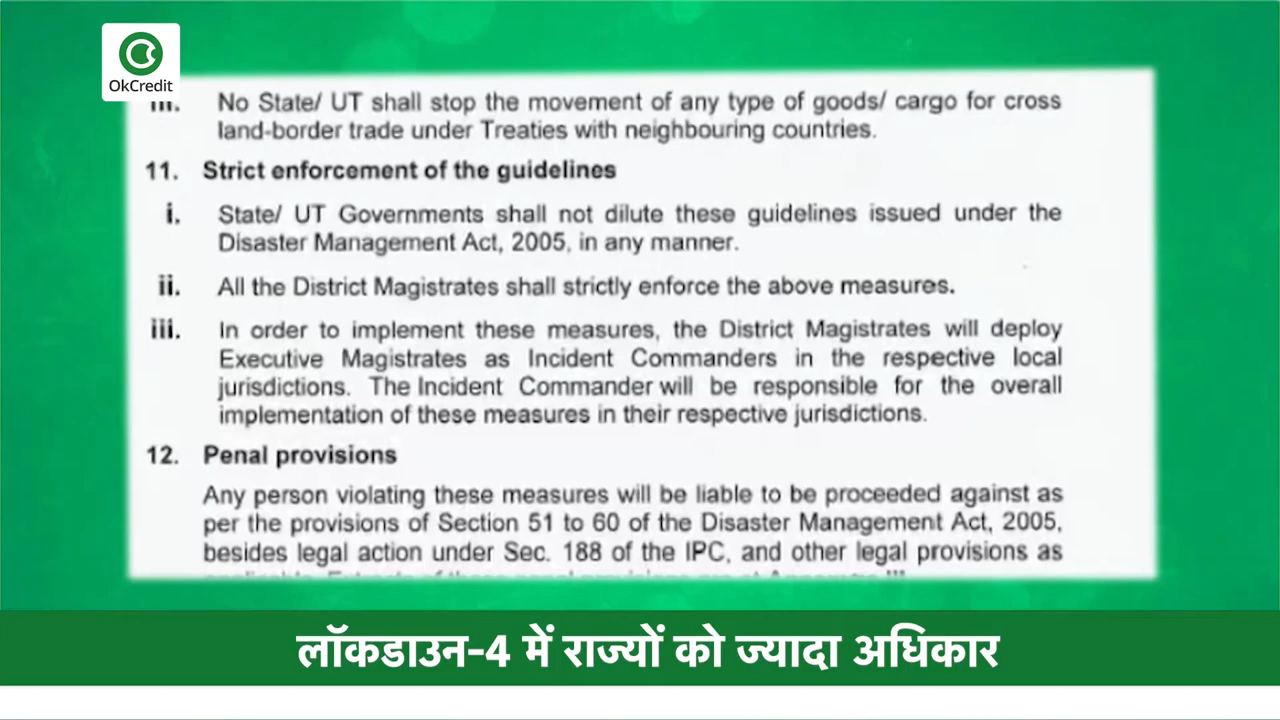 OkCredit
iii. No State/ UT shall stop the movement of any type of goods/ cargo for cross
land-border trade under Treaties with neighbouring countries.
11. Strict enforcement of the guidelines
i. State/ UT Governments shall not dilute these guidelines issued under the
Disaster Management Act, 2005, in any manner.
ii. All the District Magistrates shall strictly enforce the above measures.
iii. In order to implement these measures, the District Magistrates will deploy
Executive Magistrates as Incident Commanders in the respective local
jurisdictions. The Incident Commander will be responsible for the overall
implementation of these measures in their respective jurisdictions.
12. Penal provisions
Any person violating these measures will be liable to be proceeded against as
per the provisions of Section 51 to 60 of the Disaster Management Act, 2005,
besides legal action under Sec. 188 of the IPC, and other legal provisions as
लॉकडाउन-4 में राज्यों को ज्यादा अधिकार